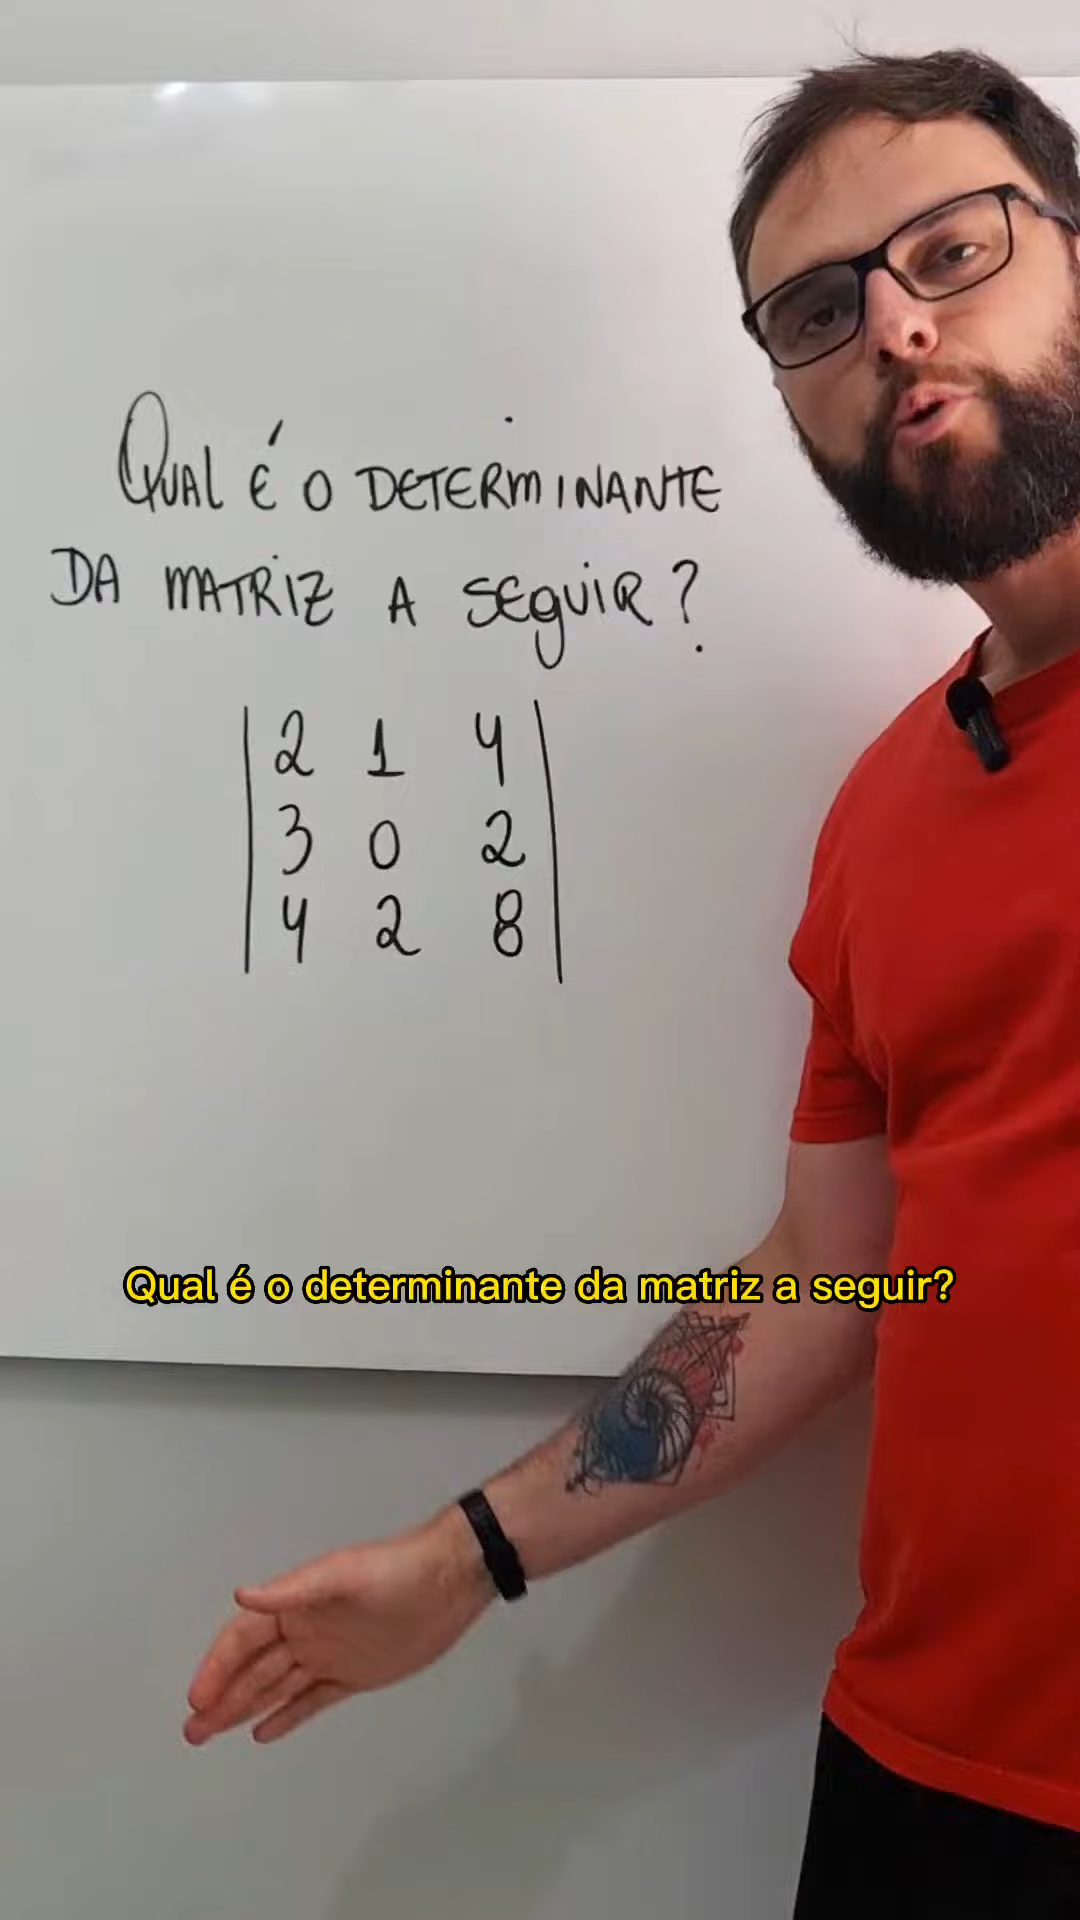 QUAL É O DETERMINANTE
DA MATRIZ A SEGUIR?
2 1 4
3 0 2
4 2 8
Qual é o determinante da matriz a seguir?